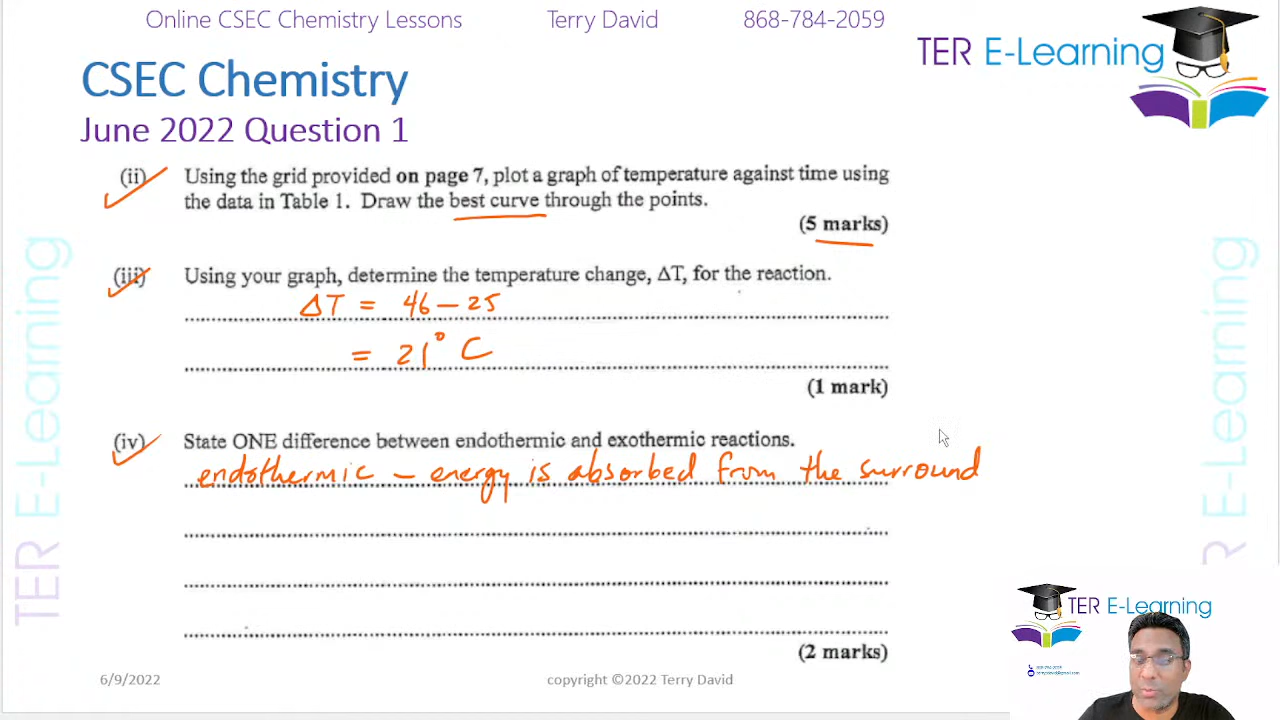 Online CSEC Chemistry Lessons Terry David 868-784-2059
TER E-Learning
CSEC Chemistry
June 2022 Question 1
(ii) Using the grid provided on page 7, plot a graph of temperature against time using
the data in Table 1. Draw the best curve through the points.
(5 marks)
(iii) Using your graph, determine the temperature change, ΔT, for the reaction.
ΔT = 46 – 25
= 21° C
(1 mark)
(iv) State ONE difference between endothermic and exothermic reactions.
endothermic – energy is absorbed from the surround
(2 marks)
TER E-Learning
TER E-Learning
TER E-Learning
868-784-2059
6/9/2022 copyright ©2022 Terry David